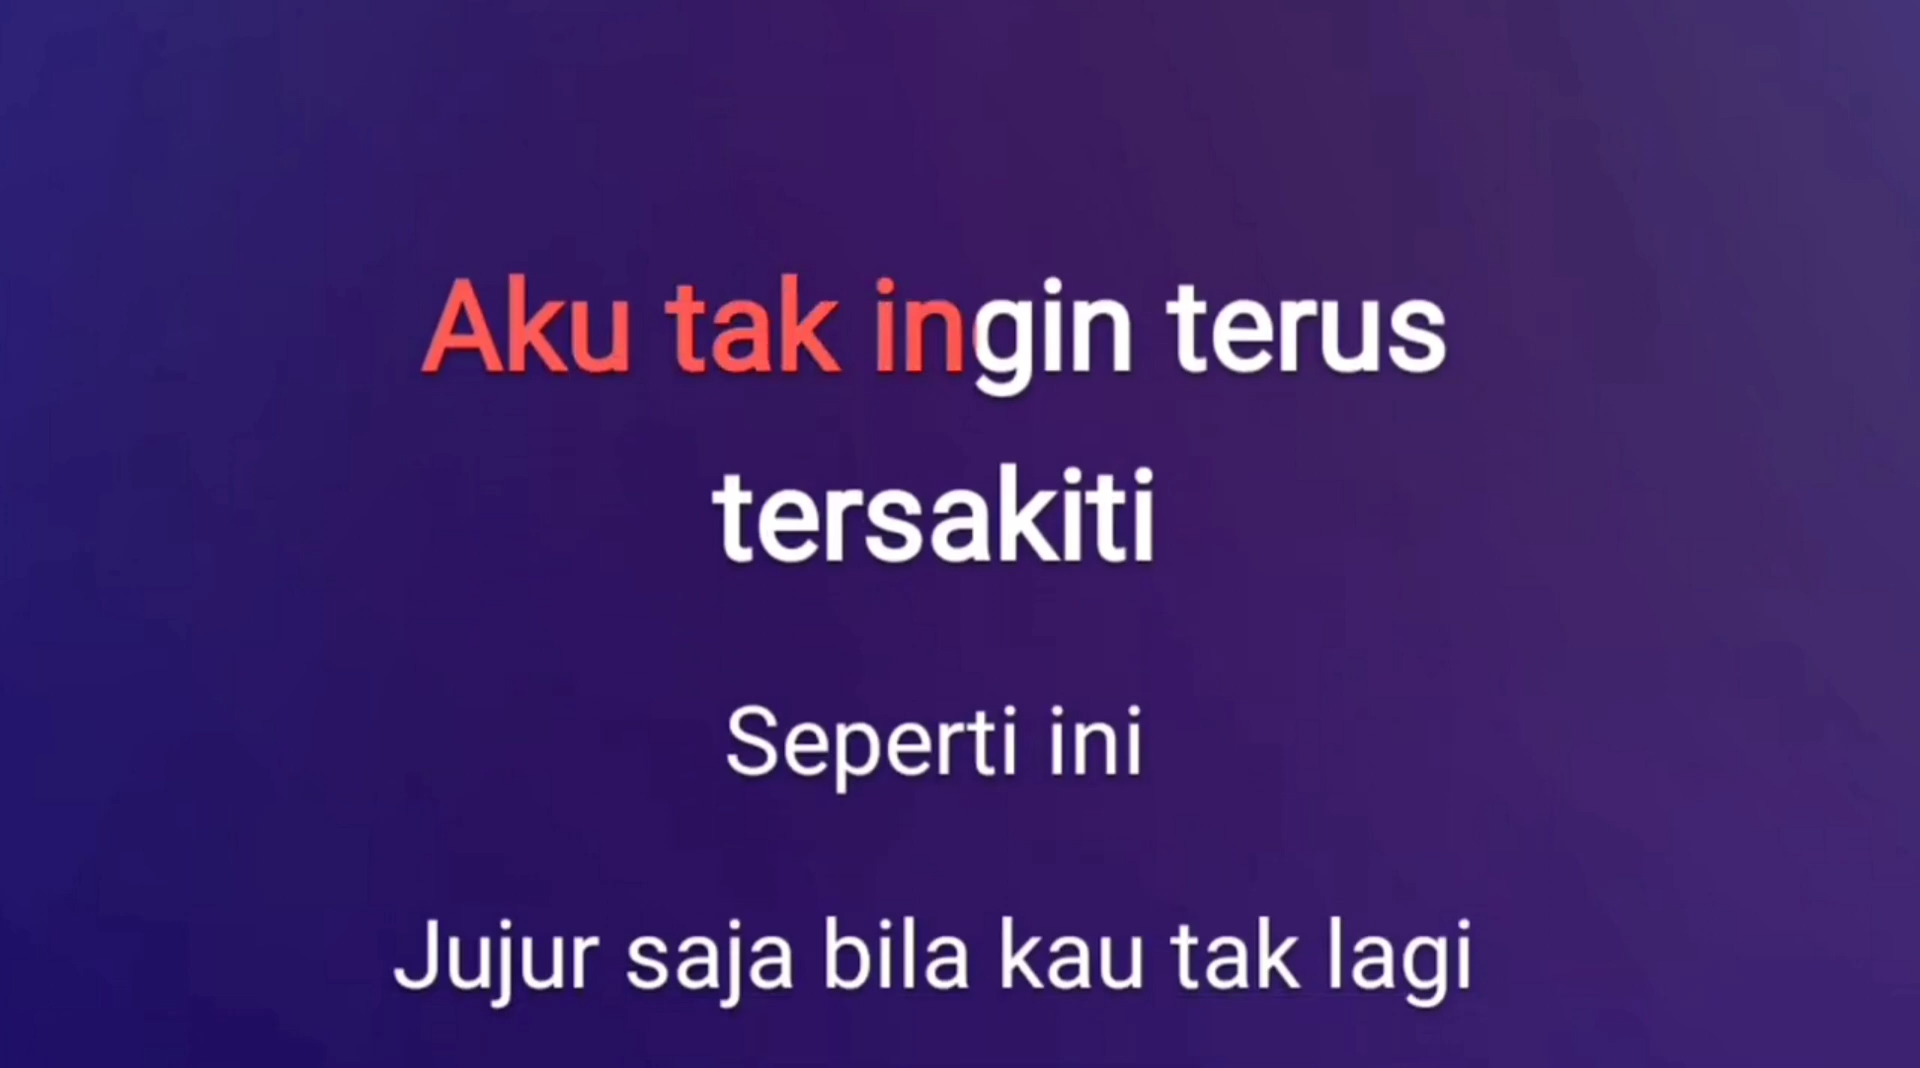 Aku tak ingin terus
tersakiti
Seperti ini
Jujur saja bila kau tak lagi